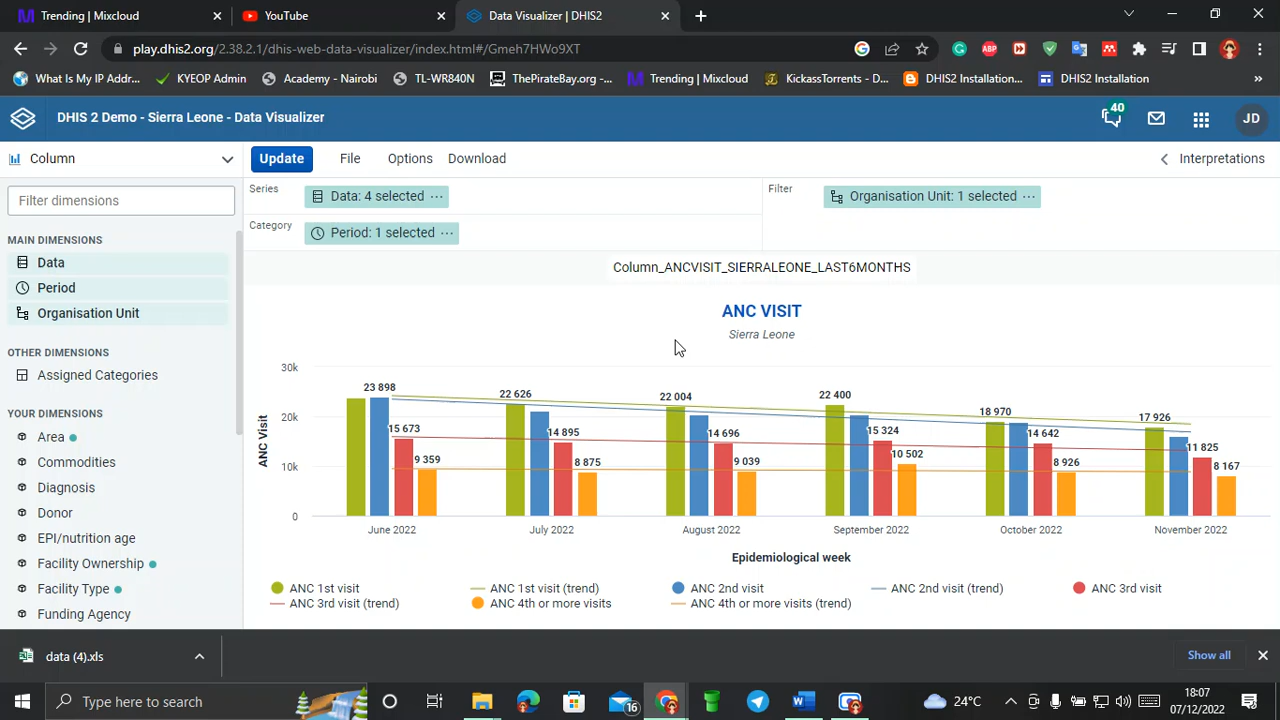 Trending | Mixcloud
YouTube
Data Visualizer | DHIS2
play.dhis2.org/2.38.2.1/dhis-web-data-visualizer/index.html#/Gmeh7HWo9XT
What Is My IP Addr...
KYEOP Admin
Academy - Nairobi
TL-WR840N
ThePirateBay.org -...
Trending | Mixcloud
KickassTorrents - D...
DHIS2 Installation...
DHIS2 Installation
»
DHIS 2 Demo - Sierra Leone - Data Visualizer
40
JD
Column
Update
File
Options
Download
Interpretations
Filter dimensions
Series
Data: 4 selected ...
Filter
Organisation Unit: 1 selected ...
Category
Period: 1 selected ...
MAIN DIMENSIONS
Data
Period
Organisation Unit
OTHER DIMENSIONS
Assigned Categories
YOUR DIMENSIONS
Area
Commodities
Diagnosis
Donor
EPI/nutrition age
Facility Ownership
Facility Type
Funding Agency
Column_ANCVISIT_SIERRALEONE_LAST6MONTHS
ANC VISIT
Sierra Leone
ANC Visit
30k
20k
10k
0
23 898
15 673
9 359
22 626
14 895
8 875
22 004
14 696
9 039
22 400
15 324
10 502
18 970
14 642
8 926
17 926
11 825
8 167
June 2022
July 2022
August 2022
September 2022
October 2022
November 2022
Epidemiological week
ANC 1st visit
ANC 1st visit (trend)
ANC 2nd visit
ANC 2nd visit (trend)
ANC 3rd visit
ANC 3rd visit (trend)
ANC 4th or more visits
ANC 4th or more visits (trend)
data (4).xls
Show all
Type here to search
16
24°C
18:07
07/12/2022